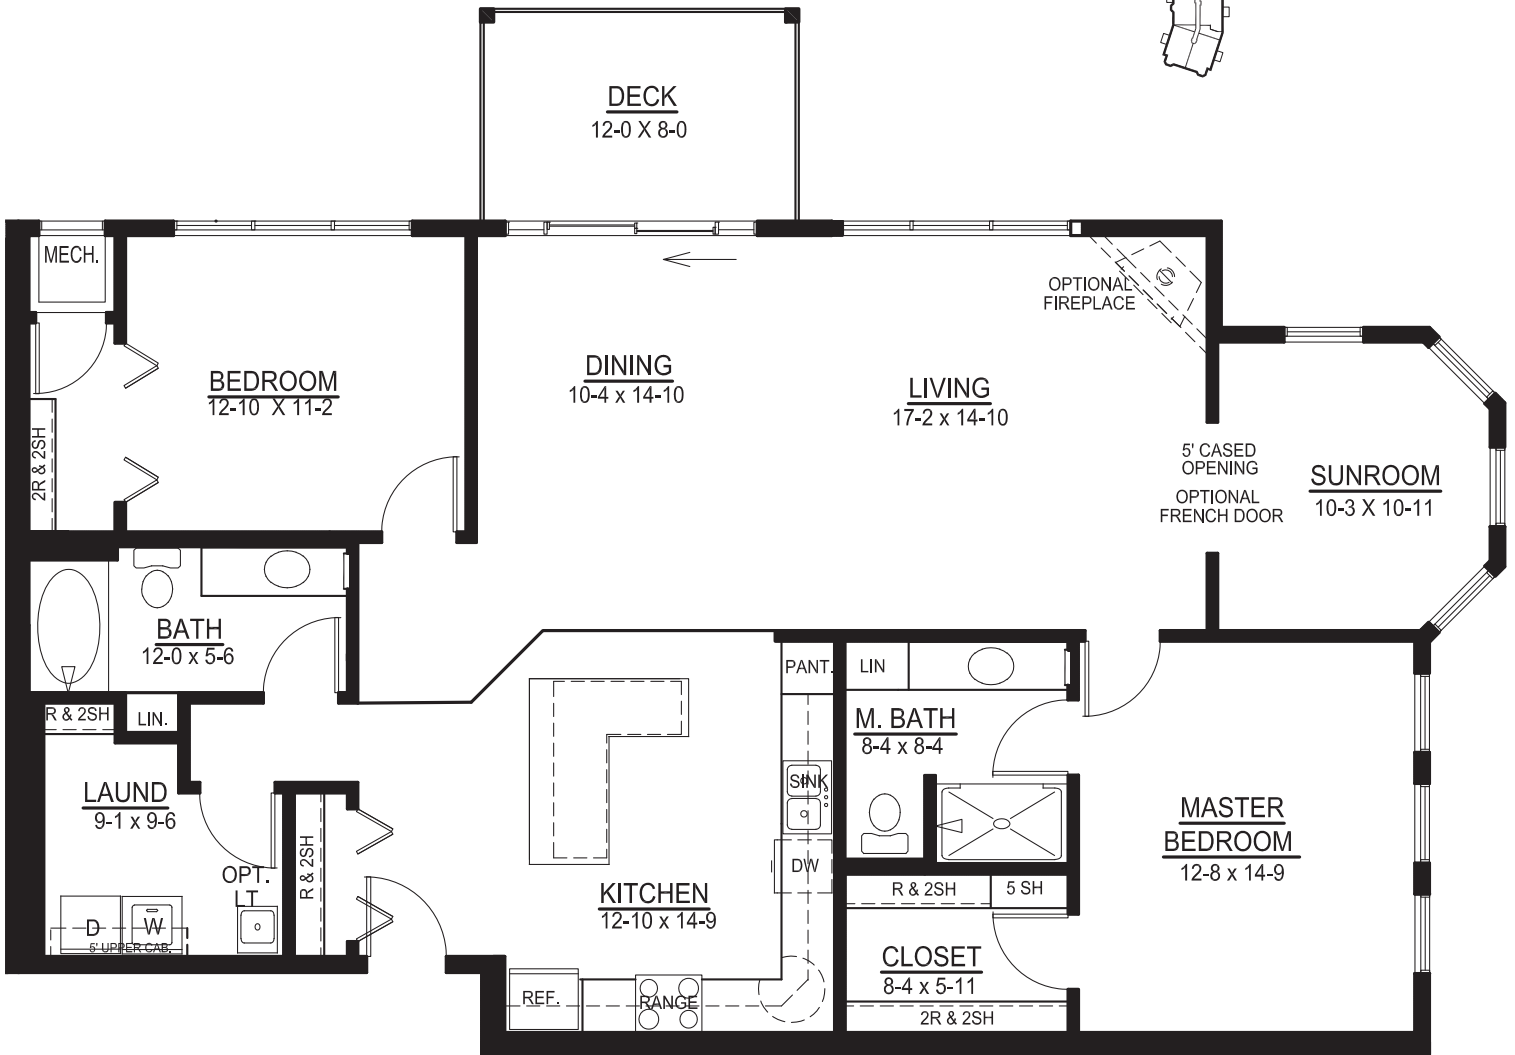 DECK
12-0 X 8-0
MECH.
OPTIONAL
FIREPLACE
BEDROOM
12-10 X 11-2
DINING
10-4 x 14-10
LIVING
17-2 x 14-10
2R & 2SH
5' CASED
OPENING
OPTIONAL
FRENCH DOOR
SUNROOM
10-3 X 10-11
BATH
12-0 x 5-6
R & 2SH
LIN.
PANT.
LIN
M. BATH
8-4 x 8-4
SINK
LAUND
9-1 x 9-6
OPT.
LT
R & 2SH
D
W
5' UPPER CAB.
KITCHEN
12-10 x 14-9
DW
MASTER
BEDROOM
12-8 x 14-9
R & 2SH
5 SH
CLOSET
8-4 x 5-11
2R & 2SH
REF.
RANGE